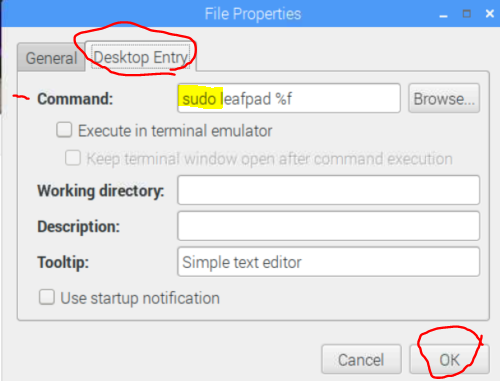 File Properties
General Desktop Entry
Command: sudo leafpad %f Browse...
Execute in terminal emulator
Keep terminal window open after command execution
Working directory:
Description:
Tooltip: Simple text editor
Use startup notification
Cancel OK